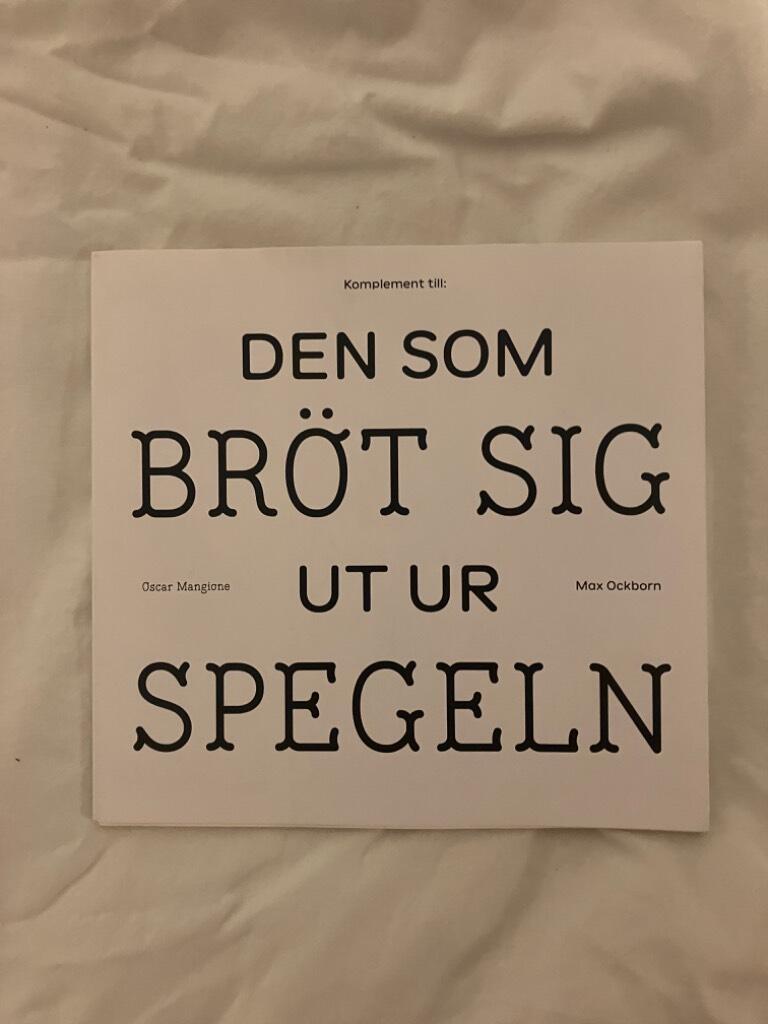 Komplement till:
DEN SOM
BRÖT SIG
Oscar Mangione
UT UR
Max Ockborn
SPEGELN